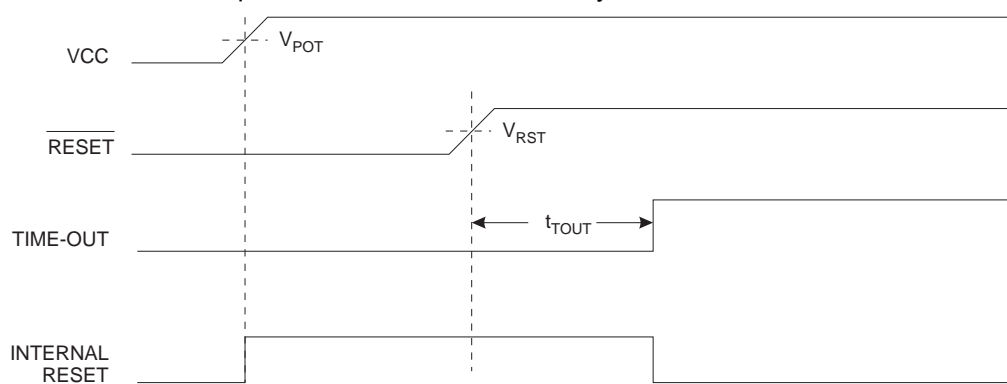 VCC
VPOT
RESET
VRST
TIME-OUT
tTOUT
INTERNAL
RESET